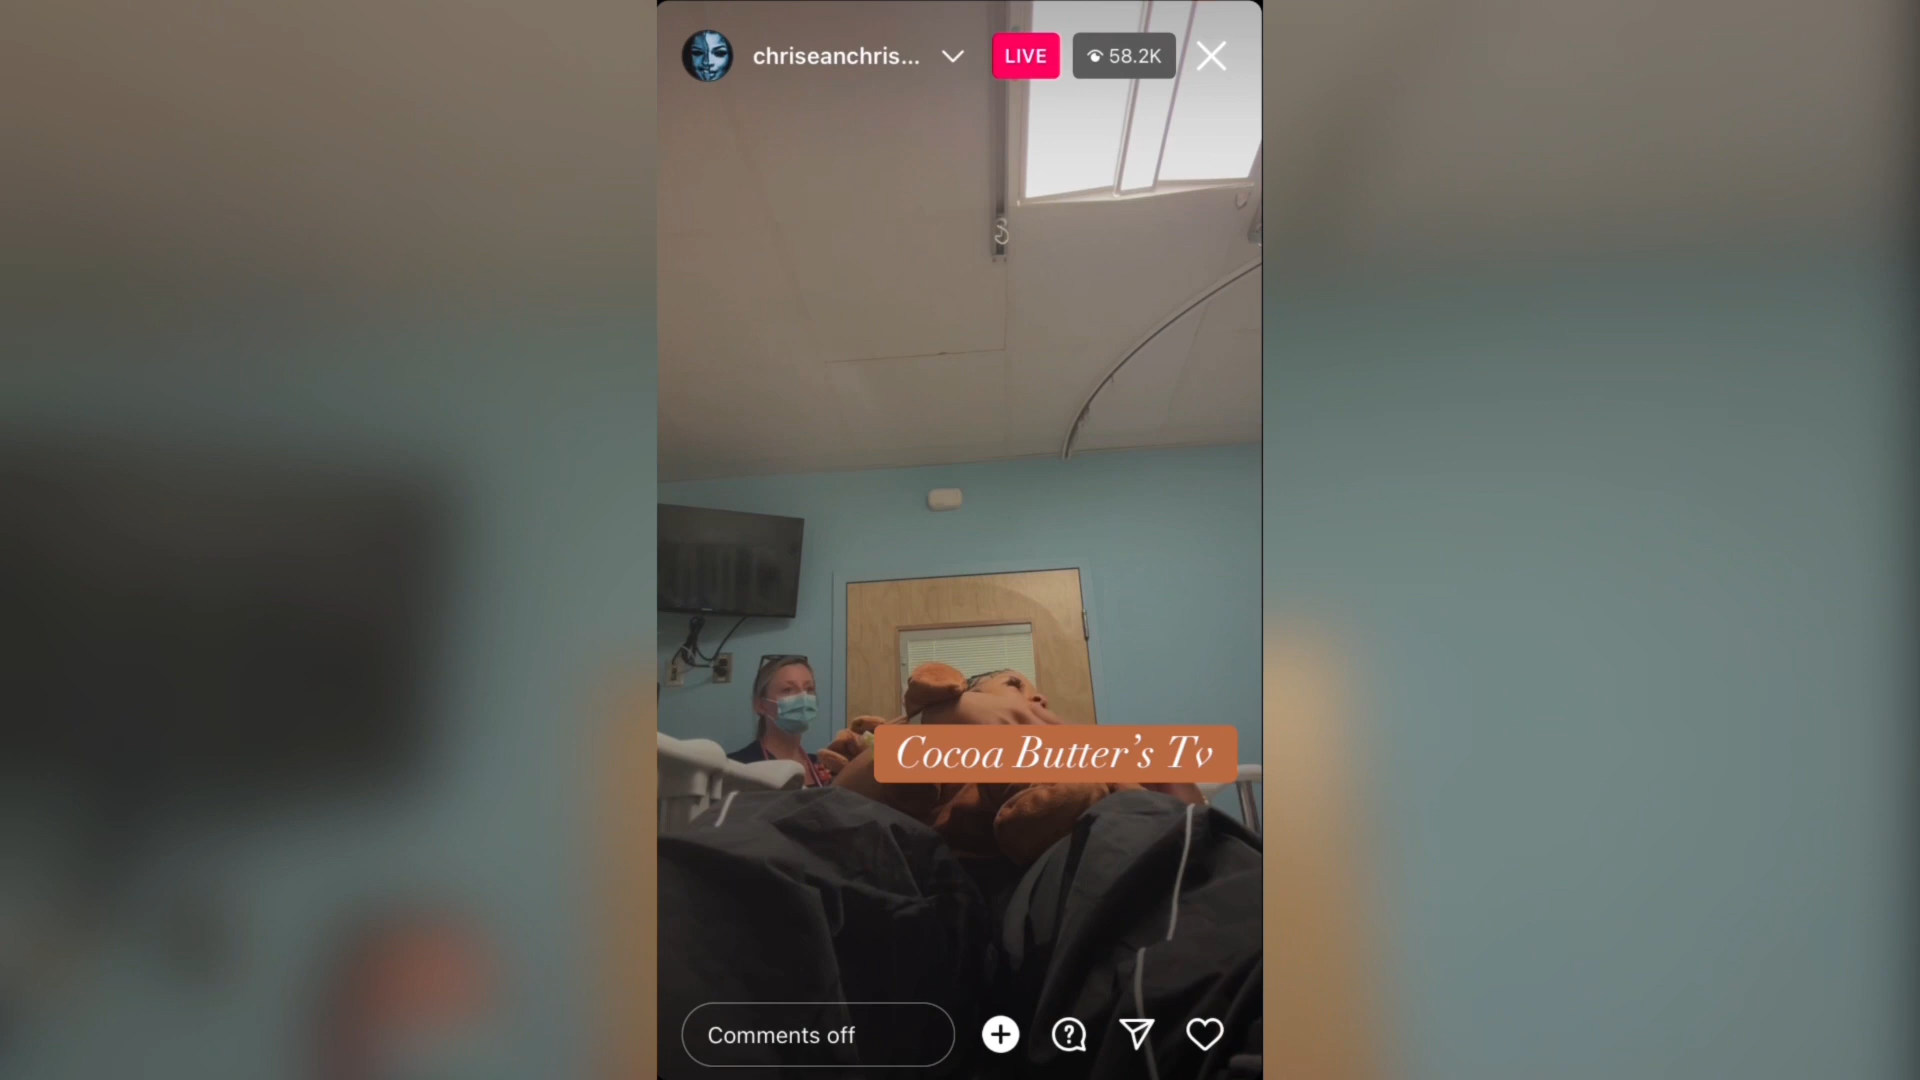 chriseanchris...
LIVE
58.2K
Cocoa Butter's Tv
Comments off